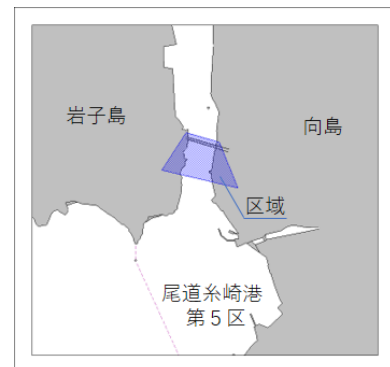 岩子島
向島
区域
尾道糸崎港
第５区